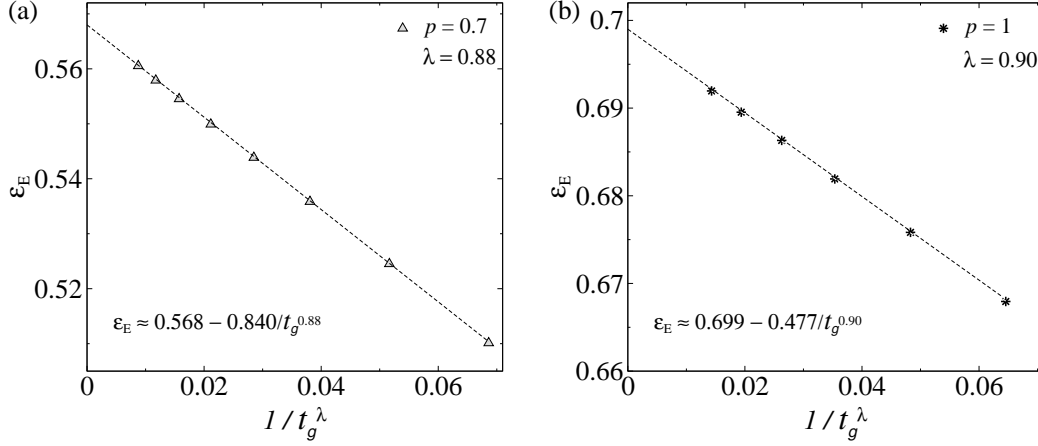 (a)
△ p = 0.7
λ = 0.88
0.56
0.54
0.52
ε_E
ε_E ≈ 0.568 − 0.840/t_g^0.88
0 0.02 0.04 0.06
1 / t_g^λ
(b)
∗ p = 1
λ = 0.90
0.7
0.69
0.68
0.67
0.66
ε_E
ε_E ≈ 0.699 − 0.477/t_g^0.90
0 0.02 0.04 0.06
1 / t_g^λ